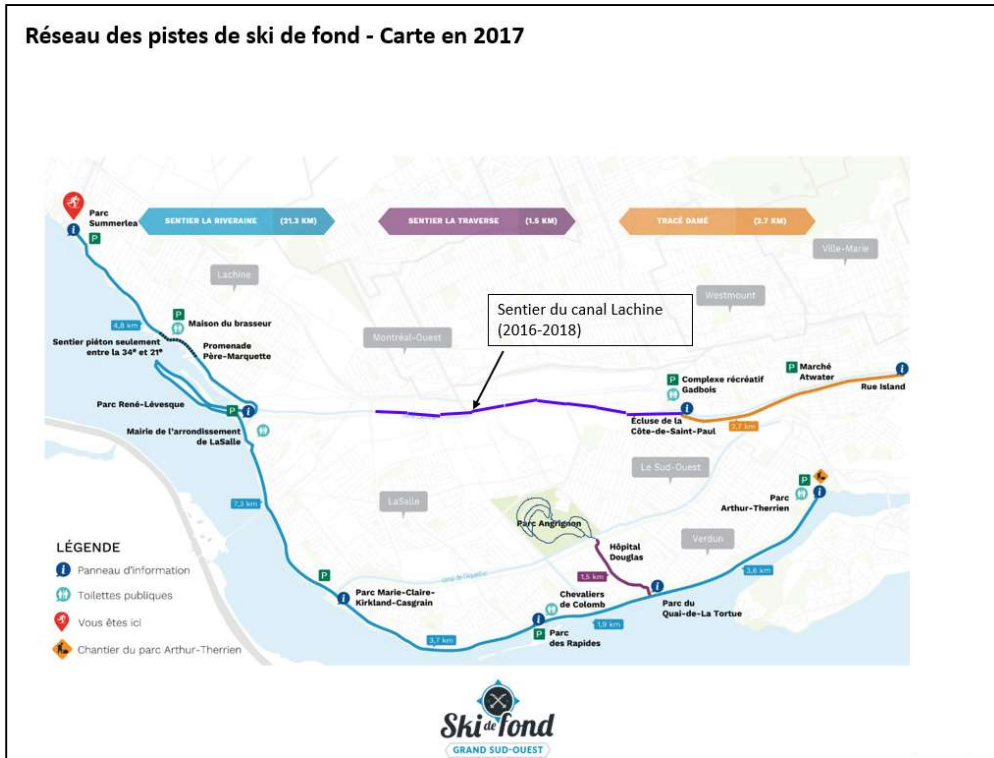 Réseau des pistes de ski de fond - Carte en 2017
SENTIER LA RIVERAINE (21.3 KM)
SENTIER LA TRAVERSE (1.5 KM)
TRACÉ DAMÉ (2.7 KM)
Parc
Summerlea
P
Lachine
Ville-Marie
Westmount
Montréal-Ouest
Sentier du canal Lachine
(2016-2018)
4,8 km
P
Maison du brasseur
Sentier piéton seulement
entre la 34e et 21e
Promenade
Père-Marquette
Parc René-Lévesque
P
Mairie de l'arrondissement
de LaSalle
P
Complexe récréatif
Gadbois
P
Marché
Atwater
Rue Island
Écluse de la
Côte-de-Saint-Paul
2,7 km
Le Sud-Ouest
LaSalle
7,3 km
Parc Angrignon
P
Parc
Arthur-Therrien
Verdun
Hôpital
Douglas
1,5 km
3,8 km
P
Parc Marie-Claire-
Kirkland-Casgrain
Chevaliers
de Colomb
Parc du
Quai-de-La Tortue
P
Parc
des Rapides
1,9 km
3,7 km
LÉGENDE
Panneau d'information
Toilettes publiques
Vous êtes ici
Chantier du parc Arthur-Therrien
Ski de fond
GRAND SUD-OUEST